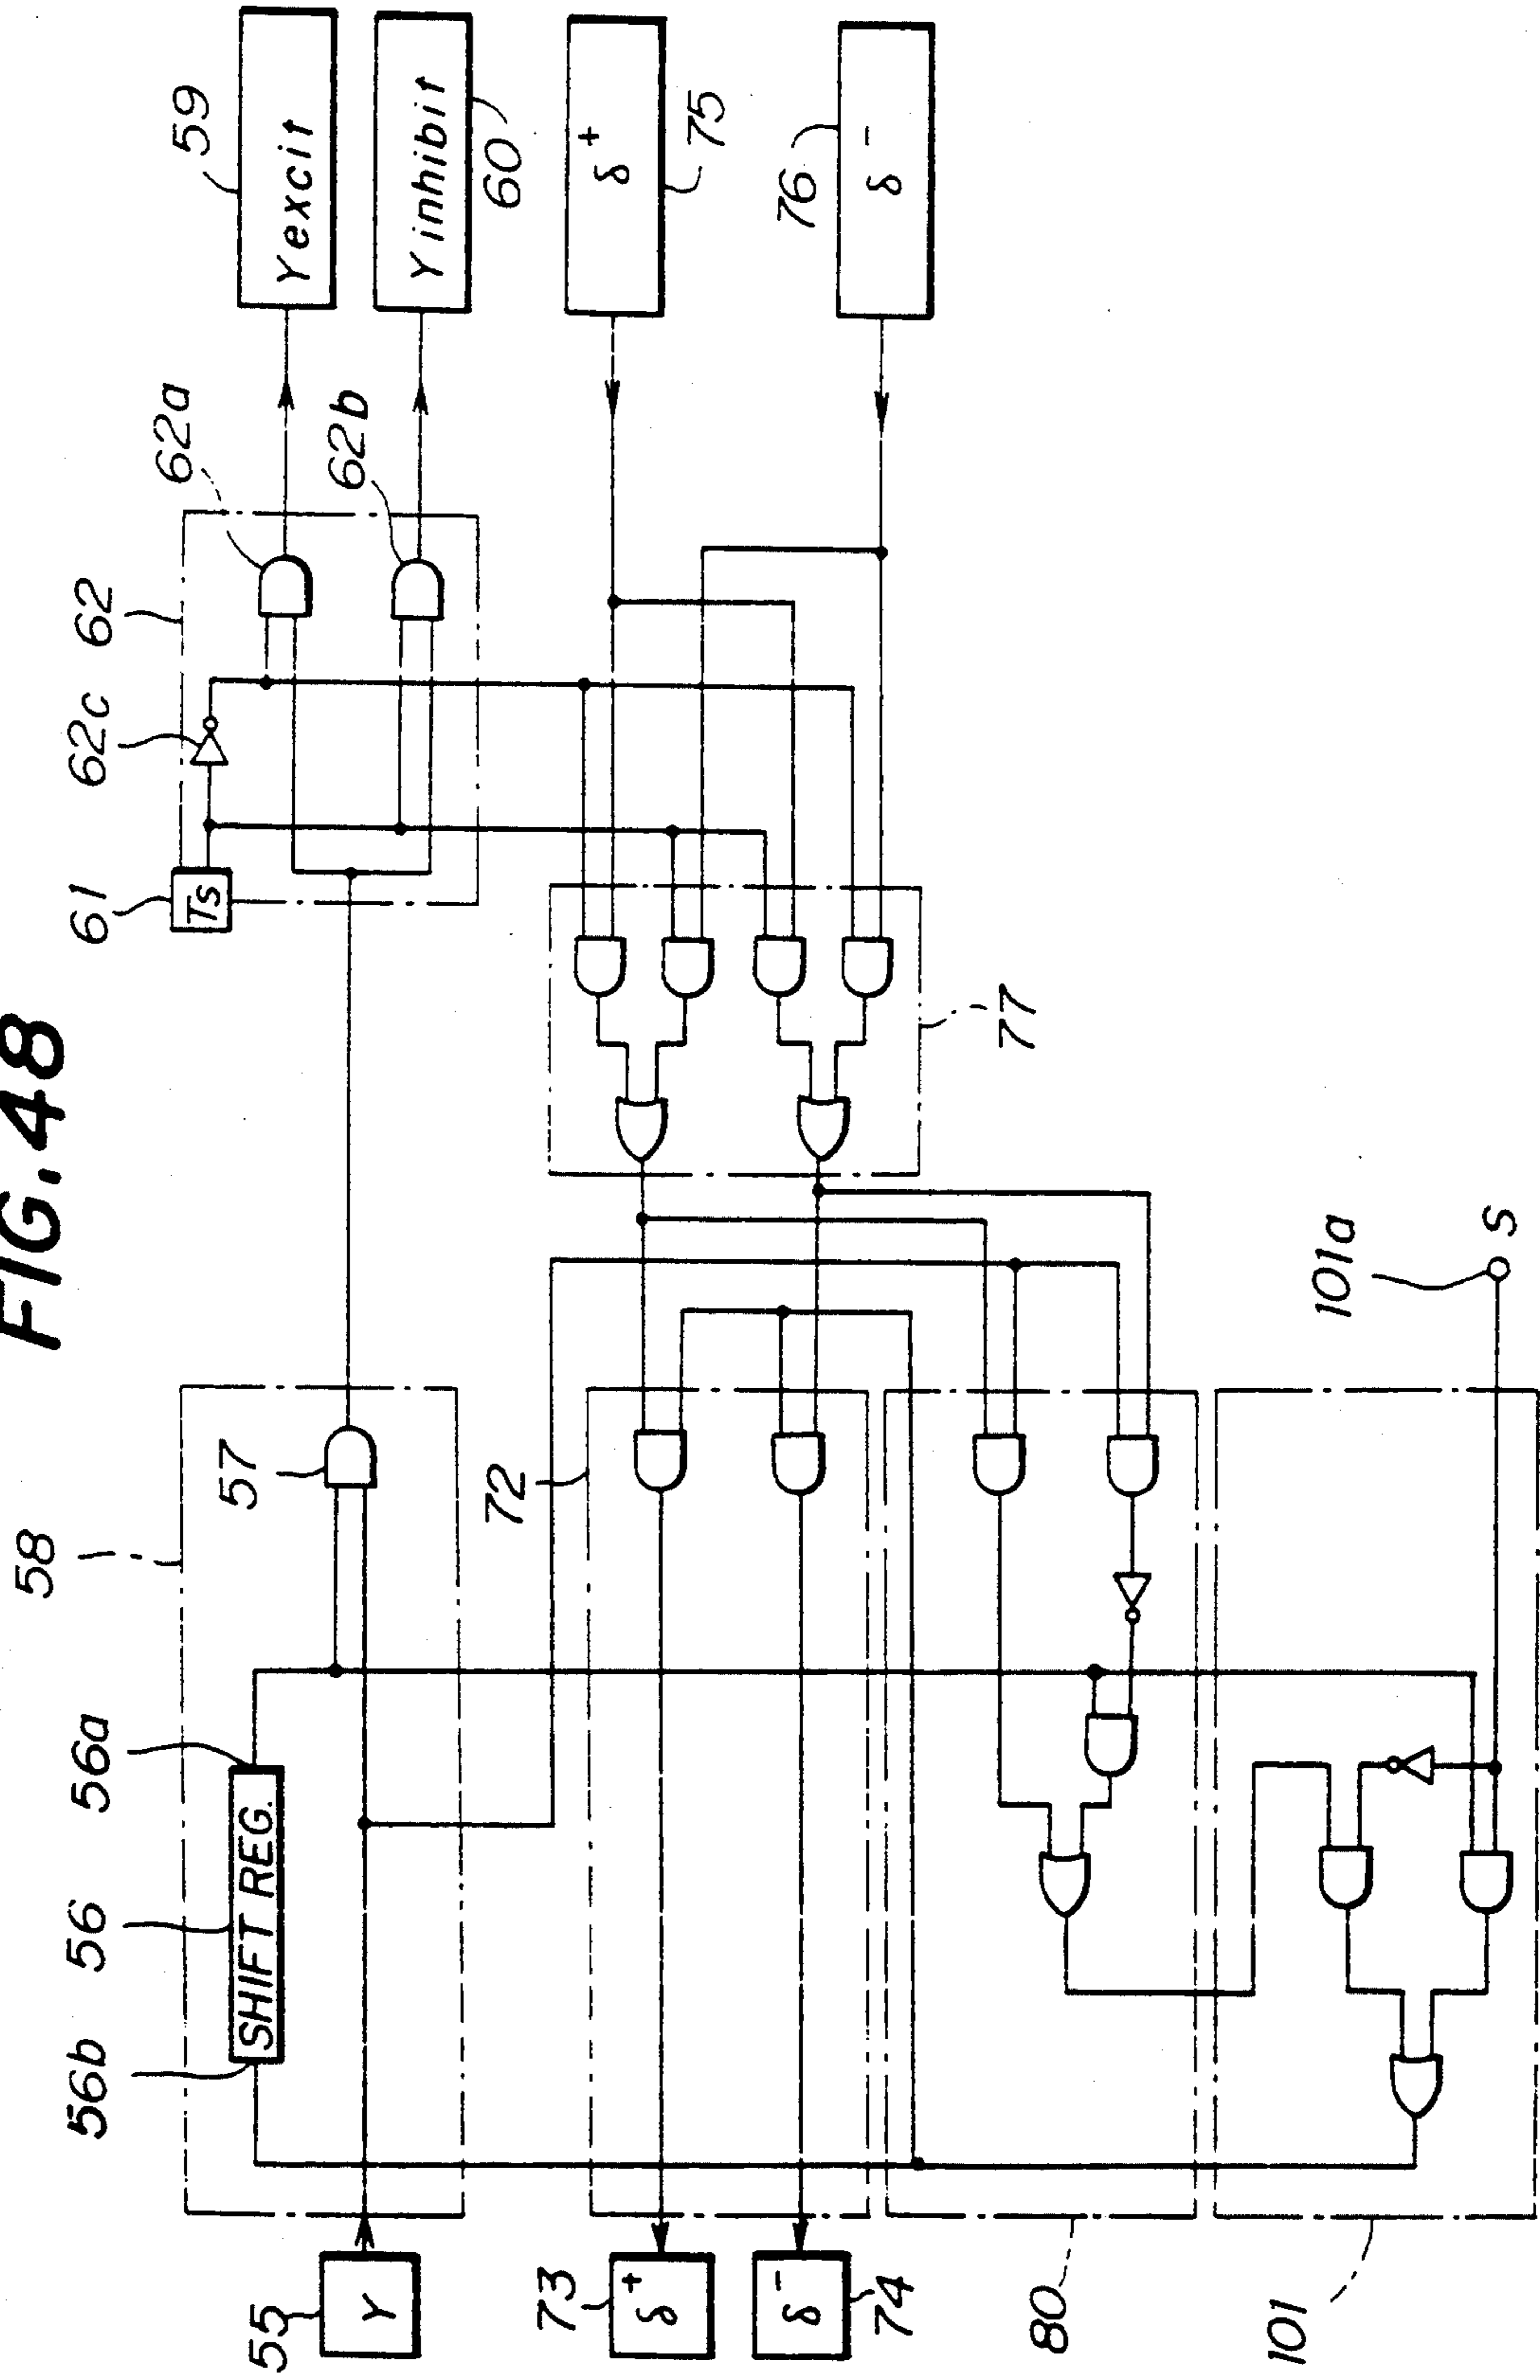 FIG.48
58
56b
56
56a
SHIFT REG.
57
61
Ts
62c
62
62a
62b
59
Yexcit
Yinhibit
60
55
Y
72
73
δ+
74
δ-
77
δ+
75
76
δ-
80
101
101a
S